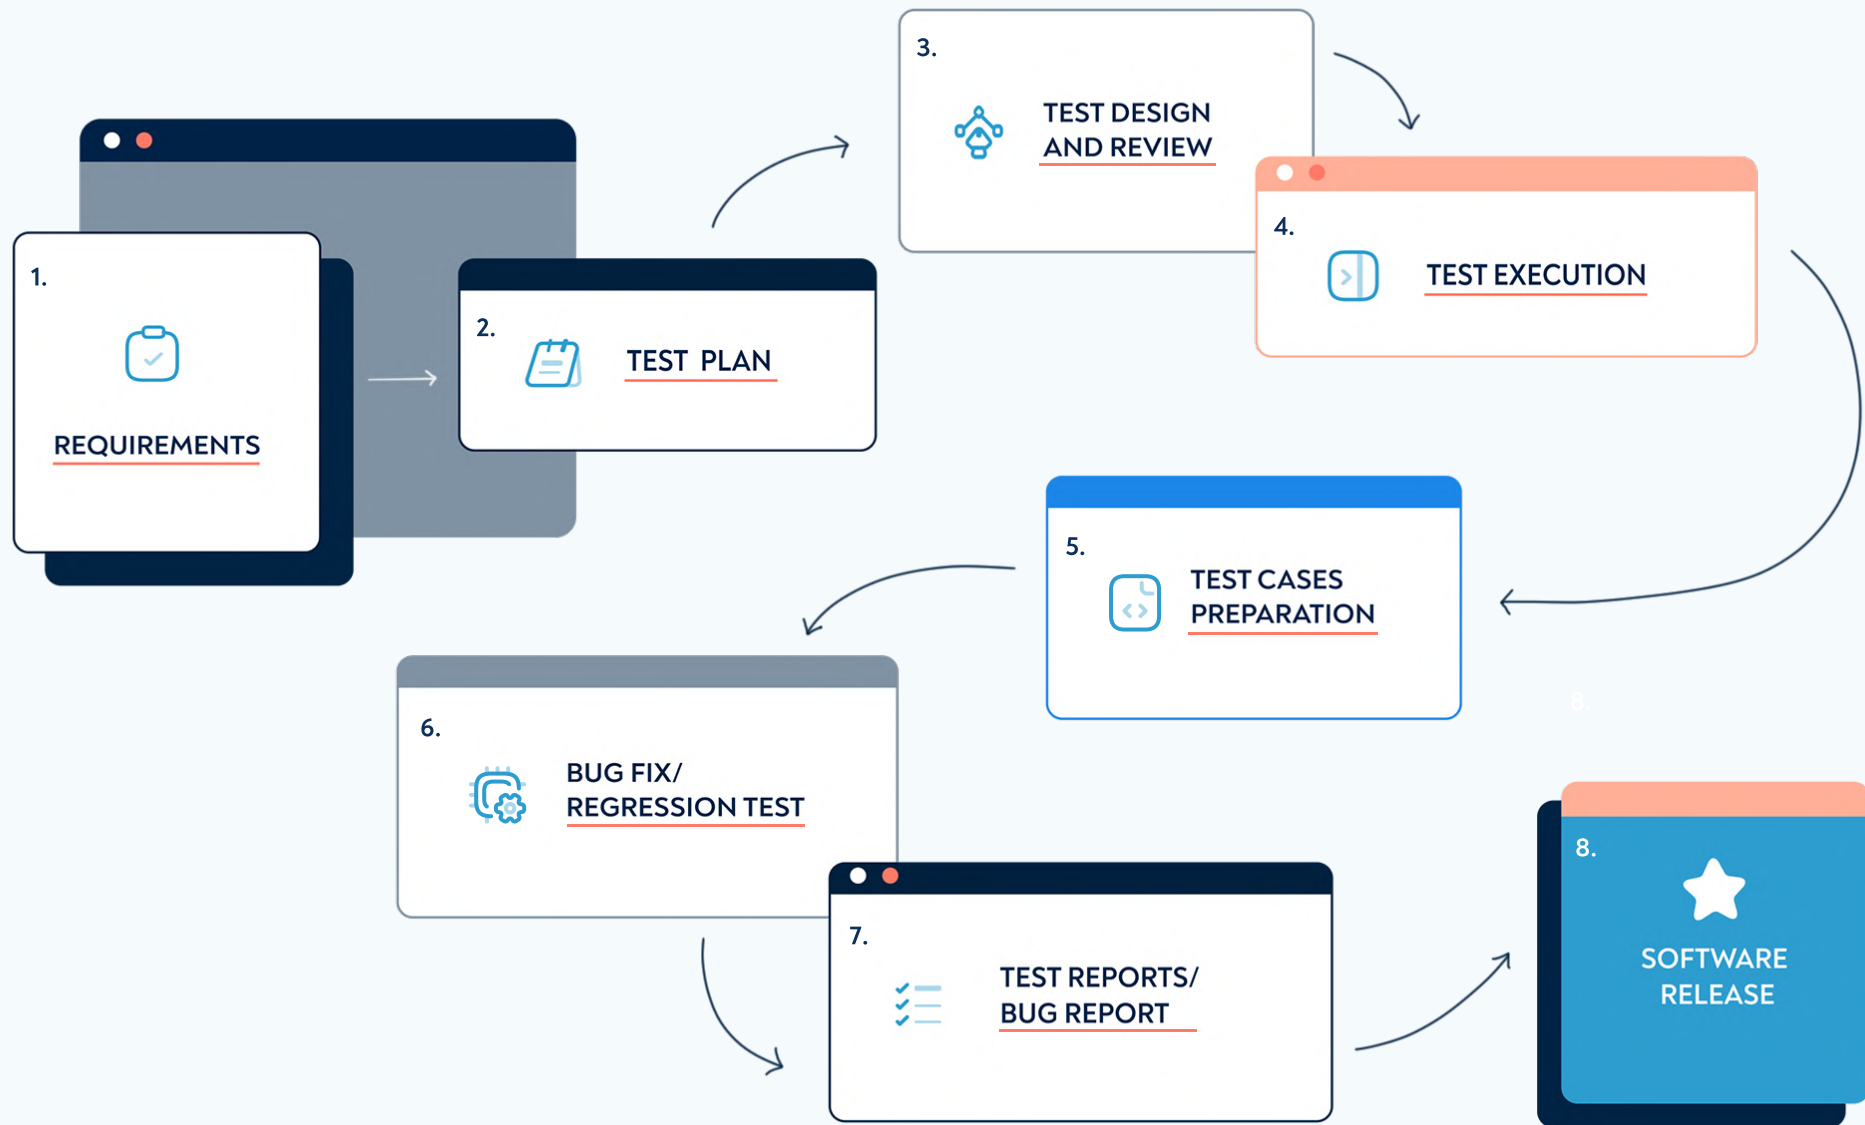 1.
REQUIREMENTS
2.
TEST PLAN
3.
TEST DESIGN
AND REVIEW
4.
TEST EXECUTION
5.
TEST CASES
PREPARATION
6.
BUG FIX/
REGRESSION TEST
7.
TEST REPORTS/
BUG REPORT
8.
8.
SOFTWARE
RELEASE